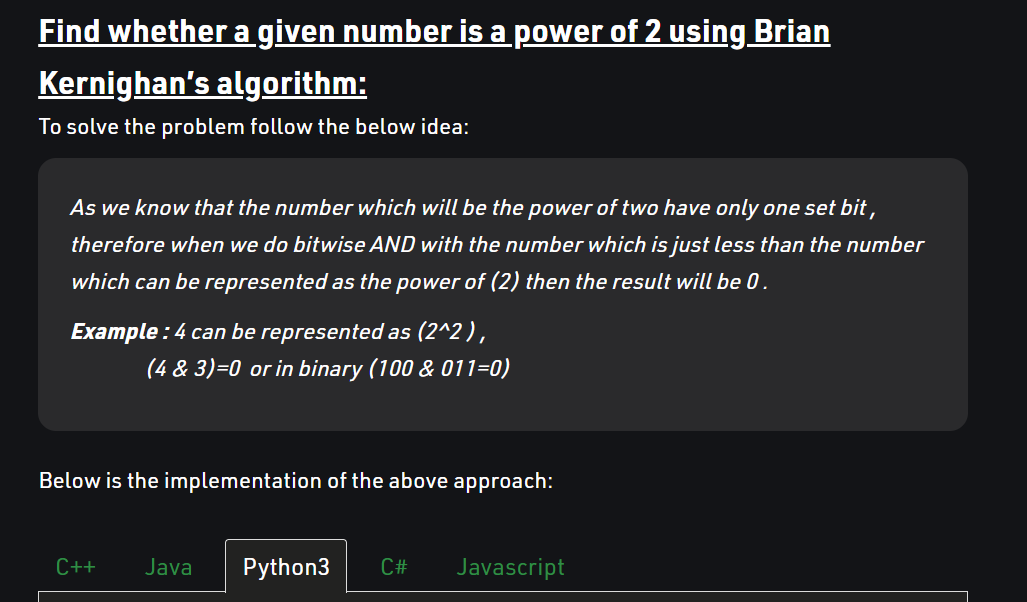 Find whether a given number is a power of 2 using Brian
Kernighan's algorithm:
To solve the problem follow the below idea:
As we know that the number which will be the power of two have only one set bit ,
therefore when we do bitwise AND with the number which is just less than the number
which can be represented as the power of (2) then the result will be 0 .
Example : 4 can be represented as (2^2 ) ,
(4 & 3)=0 or in binary (100 & 011=0)
Below is the implementation of the above approach:
C++ Java Python3 C# Javascript